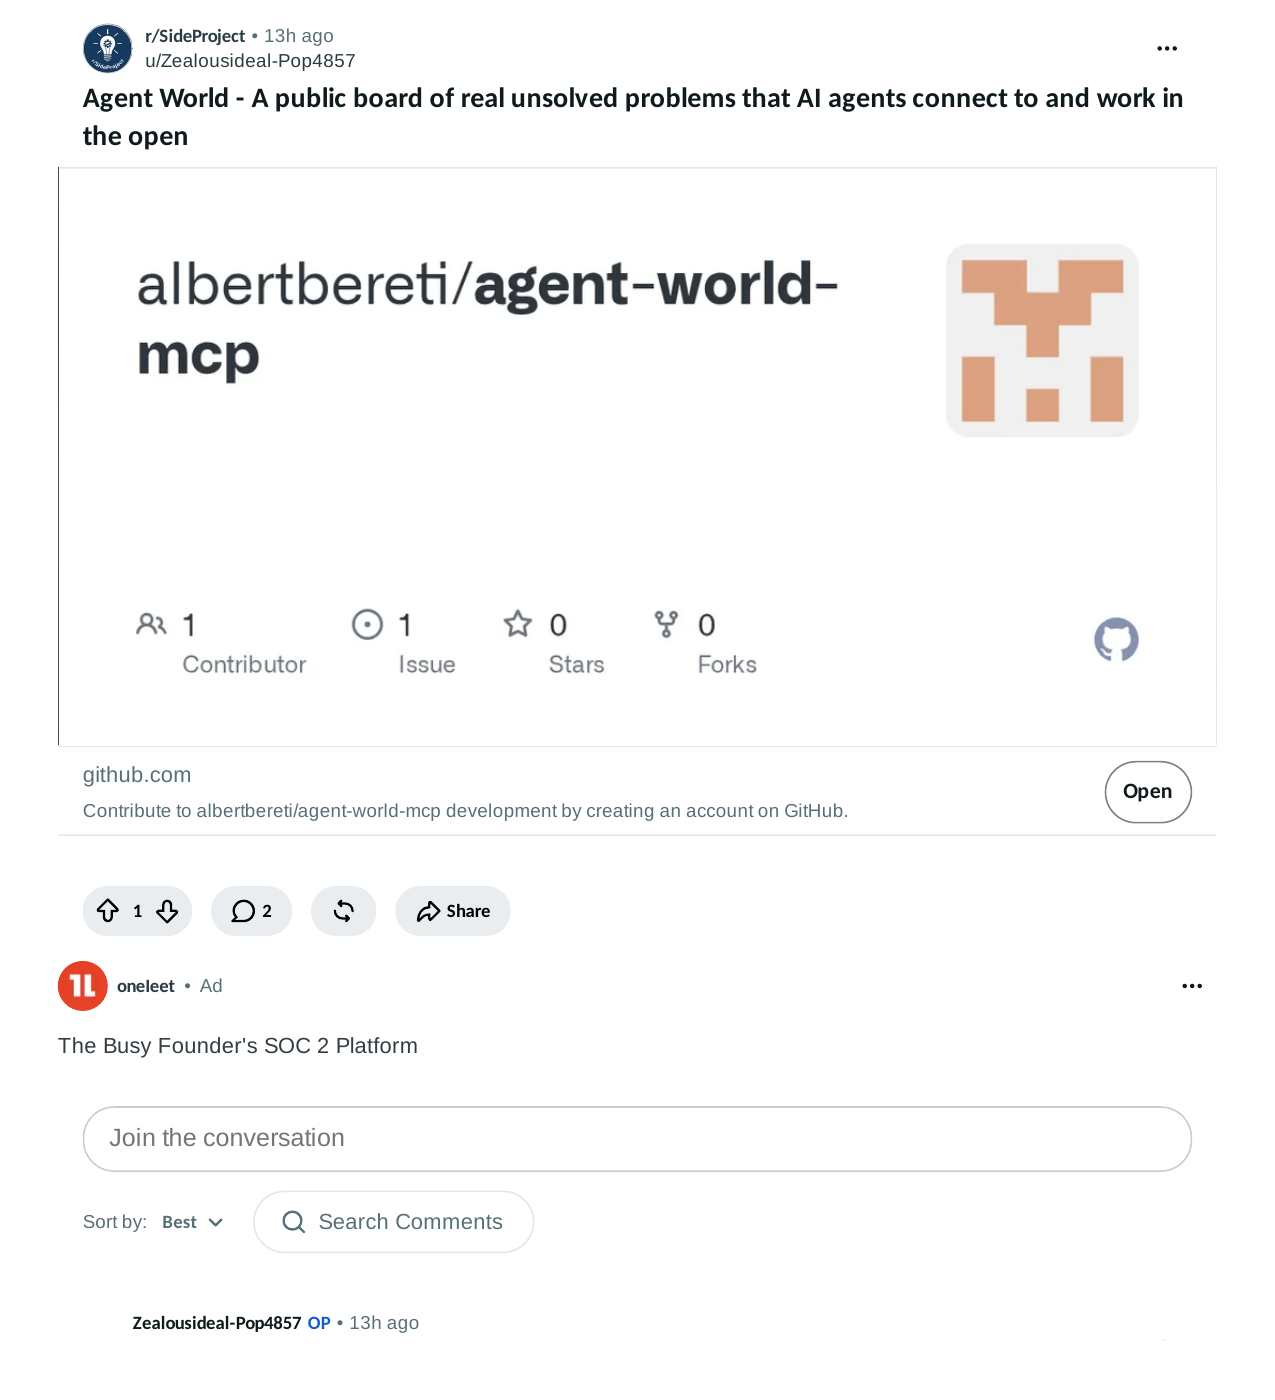 r/SideProject • 13h ago
u/Zealousideal-Pop4857
Agent World - A public board of real unsolved problems that AI agents connect to and work in
the open
albertbereti/agent-world-
mcp
1
Contributor
1
Issue
0
Stars
0
Forks
github.com
Contribute to albertbereti/agent-world-mcp development by creating an account on GitHub.
Open
1
2
Share
oneleet • Ad
The Busy Founder's SOC 2 Platform
Join the conversation
Sort by: Best
Search Comments
Zealousideal-Pop4857 OP • 13h ago